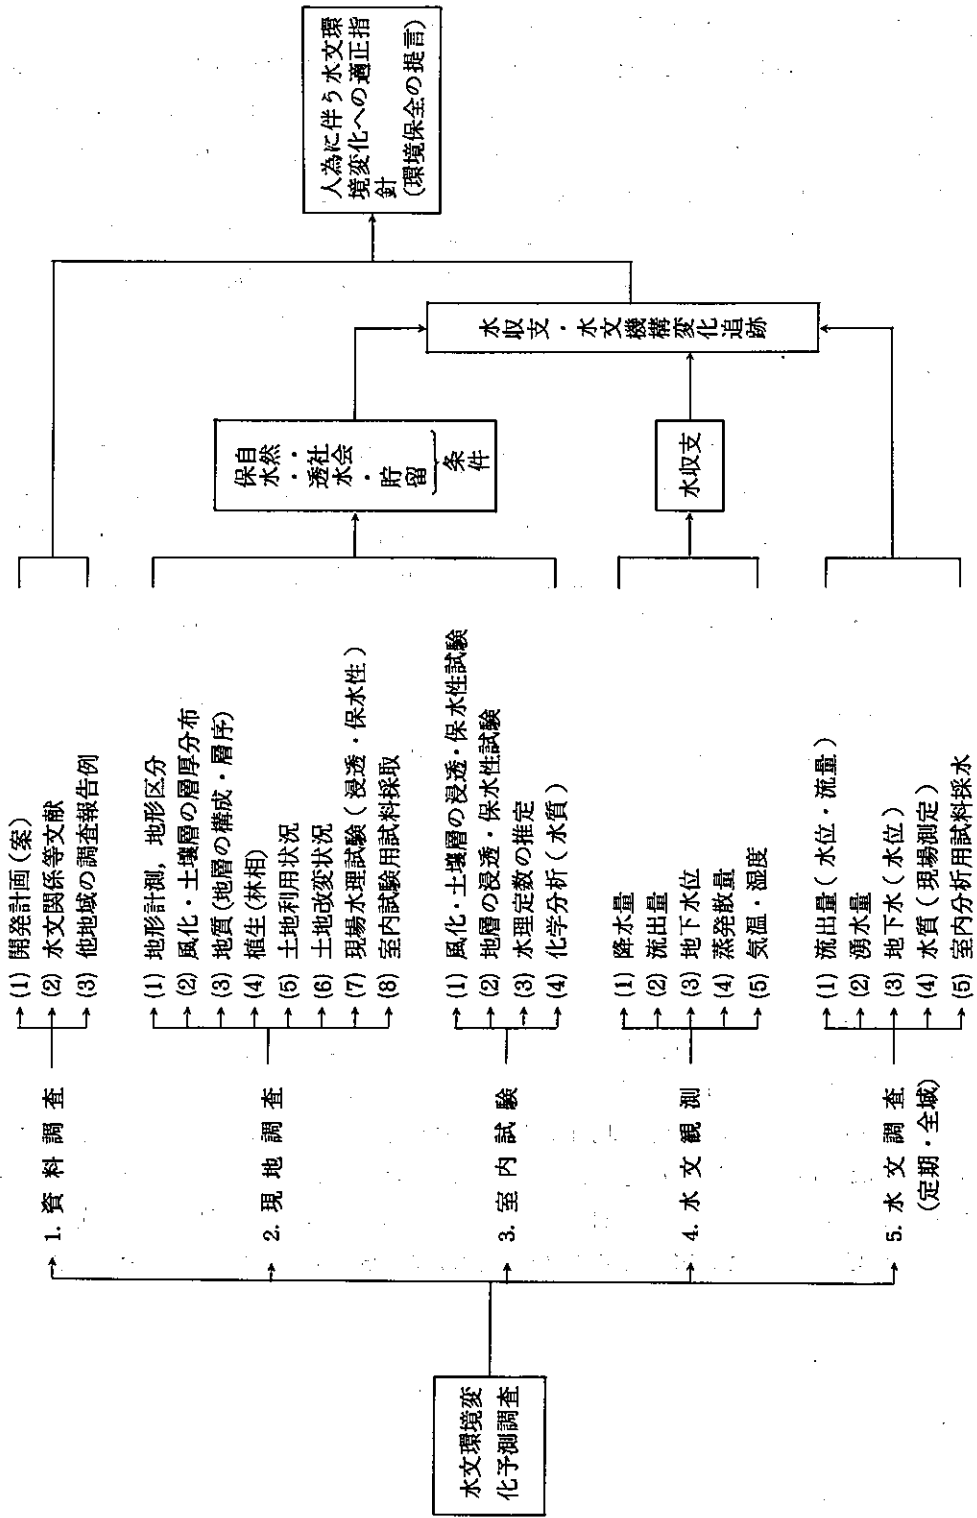 水文環境変
化予測調査
1. 資料調査
(1) 開発計画(案)
(2) 水文関係等文献
(3) 他地域の調査報告例
2. 現地調査
(1) 地形計測,地形区分
(2) 風化・土壌層の層厚分布
(3) 地質(地層の構成・層序)
(4) 植生(林相)
(5) 土地利用状況
(6) 土地改変状況
(7) 現場水理試験(浸透・保水性)
(8) 室内試験用試料採取
3. 室内試験
(1) 風化・土壌層の浸透・保水性試験
(2) 地層の浸透・保水性試験
(3) 水理定数の推定
(4) 化学分析(水質)
4. 水文観測
(1) 降水量
(2) 流出量
(3) 地下水位
(4) 蒸発散量
(5) 気温・湿度
5. 水文調査
(定期・全域)
(1) 流出量(水位・流量)
(2) 湧水量
(3) 地下水(水位)
(4) 水質(現場測定)
(5) 室内分析用試料採水
自然・社会
保水・透水・貯留
条件
水収支
水収支・水文機構変化追跡
人為に伴う水文環
境変化への適正指
針
(環境保全の提言)